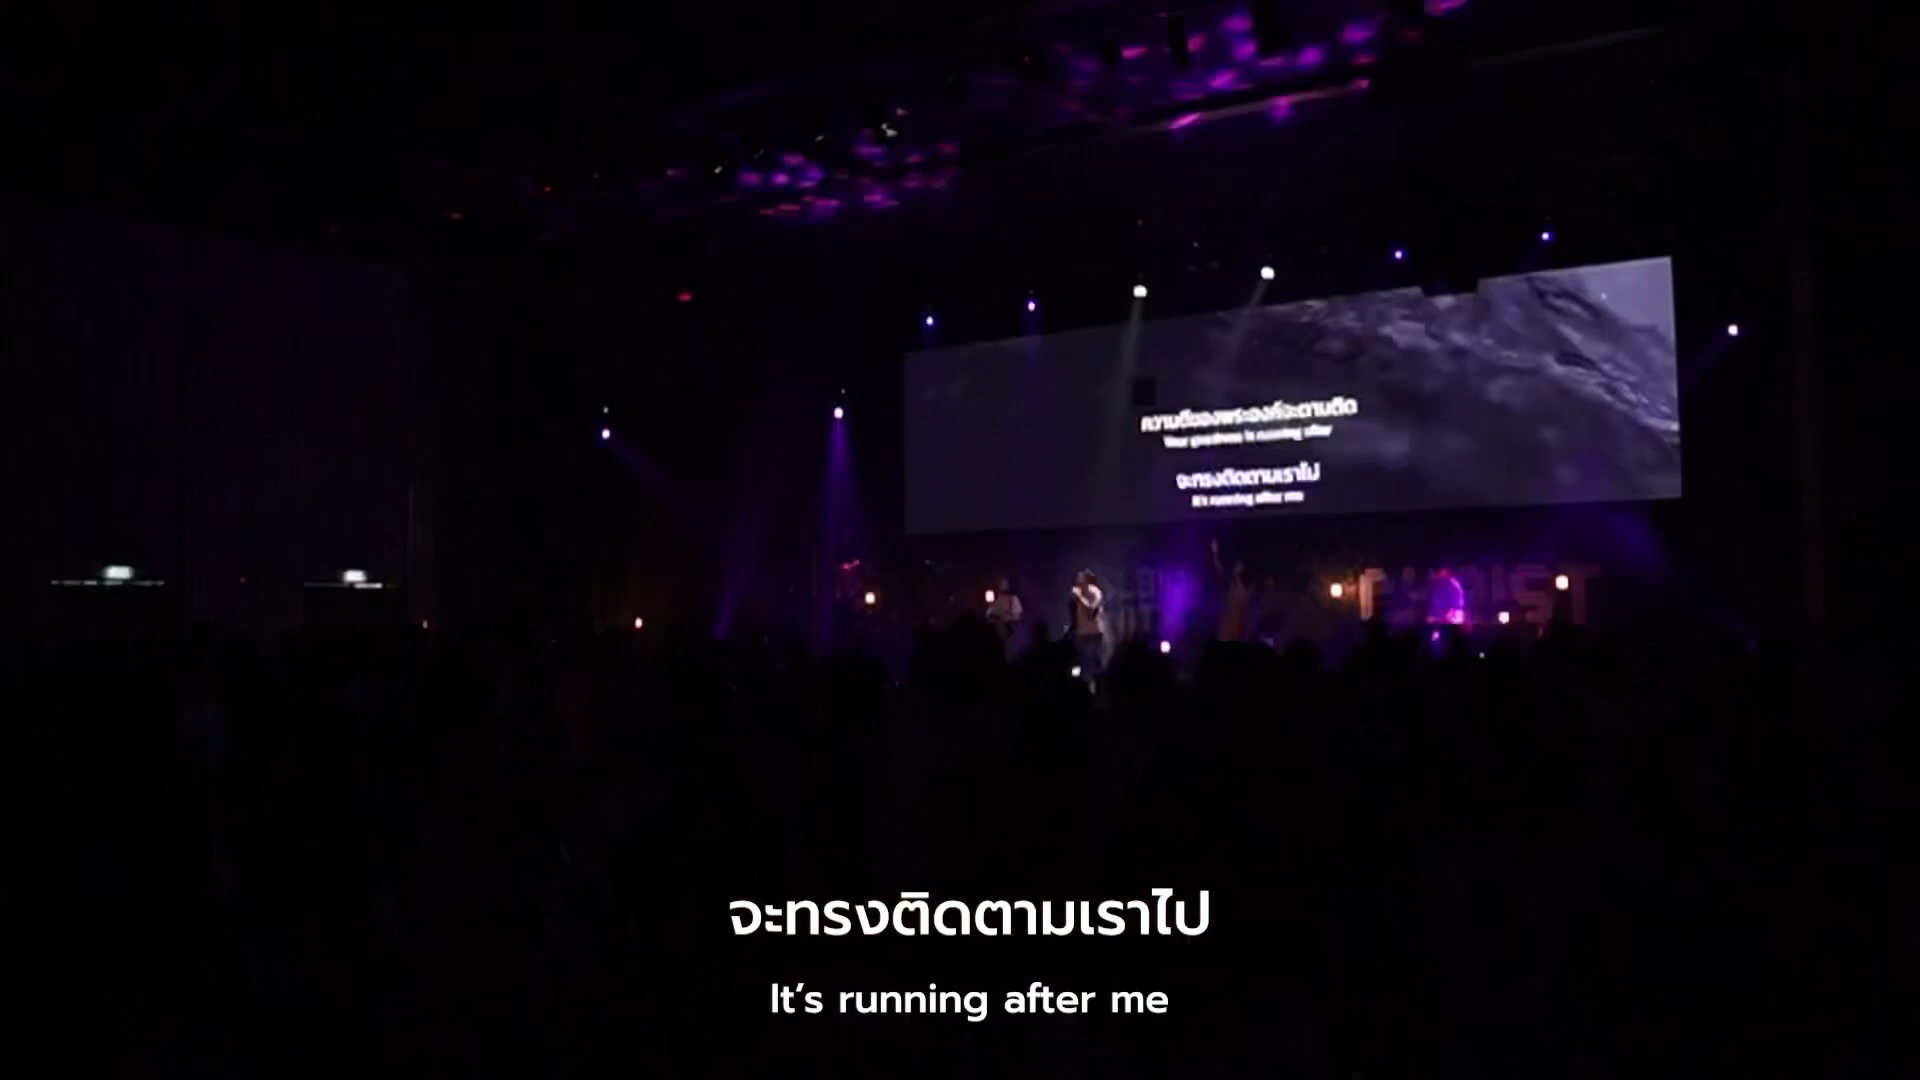 ความดีของพระองค์จะตามติด
Your goodness is running after
จะทรงติดตามเราไป
It's running after me
จะทรงติดตามเราไป
It's running after me